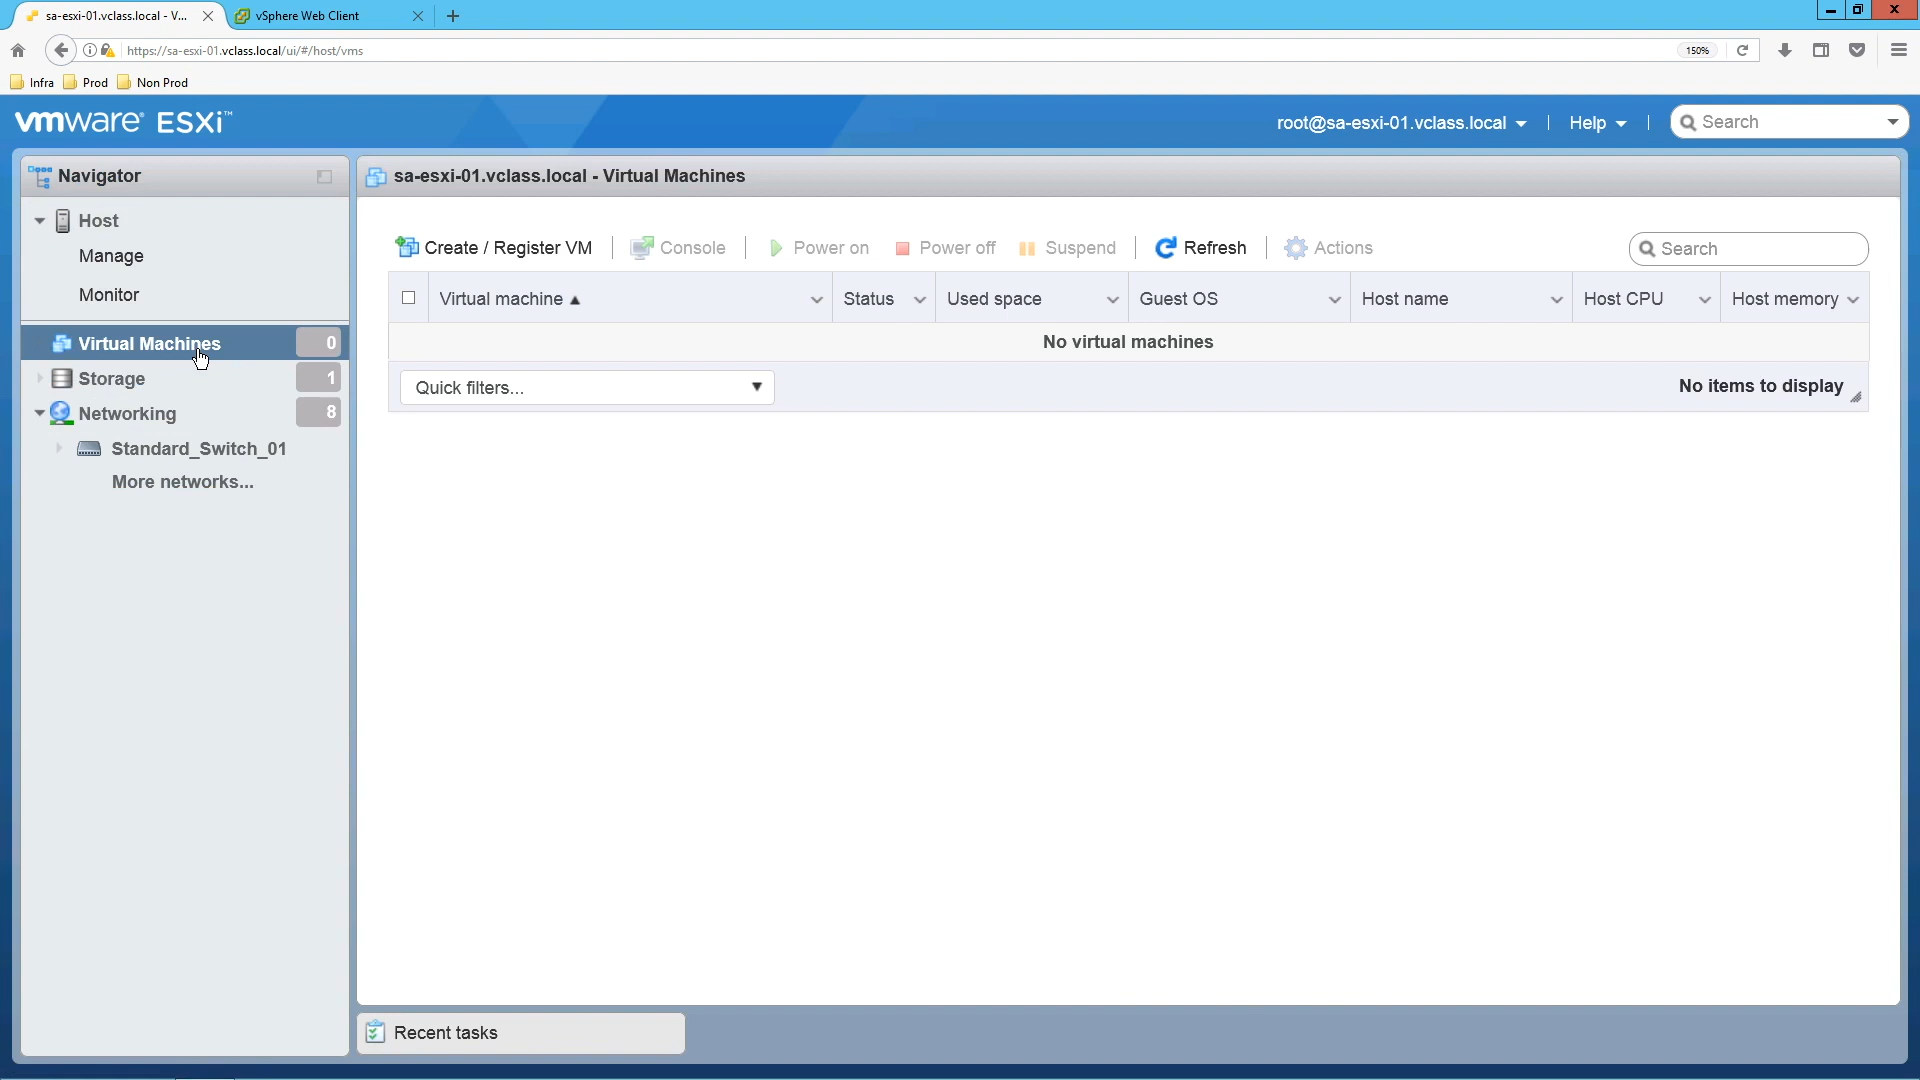 sa-esxi-01.vclass.local - V...
vSphere Web Client
https://sa-esxi-01.vclass.local/ui/#/host/vms
150%
Infra Prod Non Prod
vmware® ESXi™
root@sa-esxi-01.vclass.local
Help
Search
Navigator
Host
Manage
Monitor
Virtual Machines 0
Storage 1
Networking 8
Standard_Switch_01
More networks...
sa-esxi-01.vclass.local - Virtual Machines
Create / Register VM Console Power on Power off Suspend Refresh Actions
Search
Virtual machine Status Used space Guest OS Host name Host CPU Host memory
No virtual machines
Quick filters...
No items to display
Recent tasks